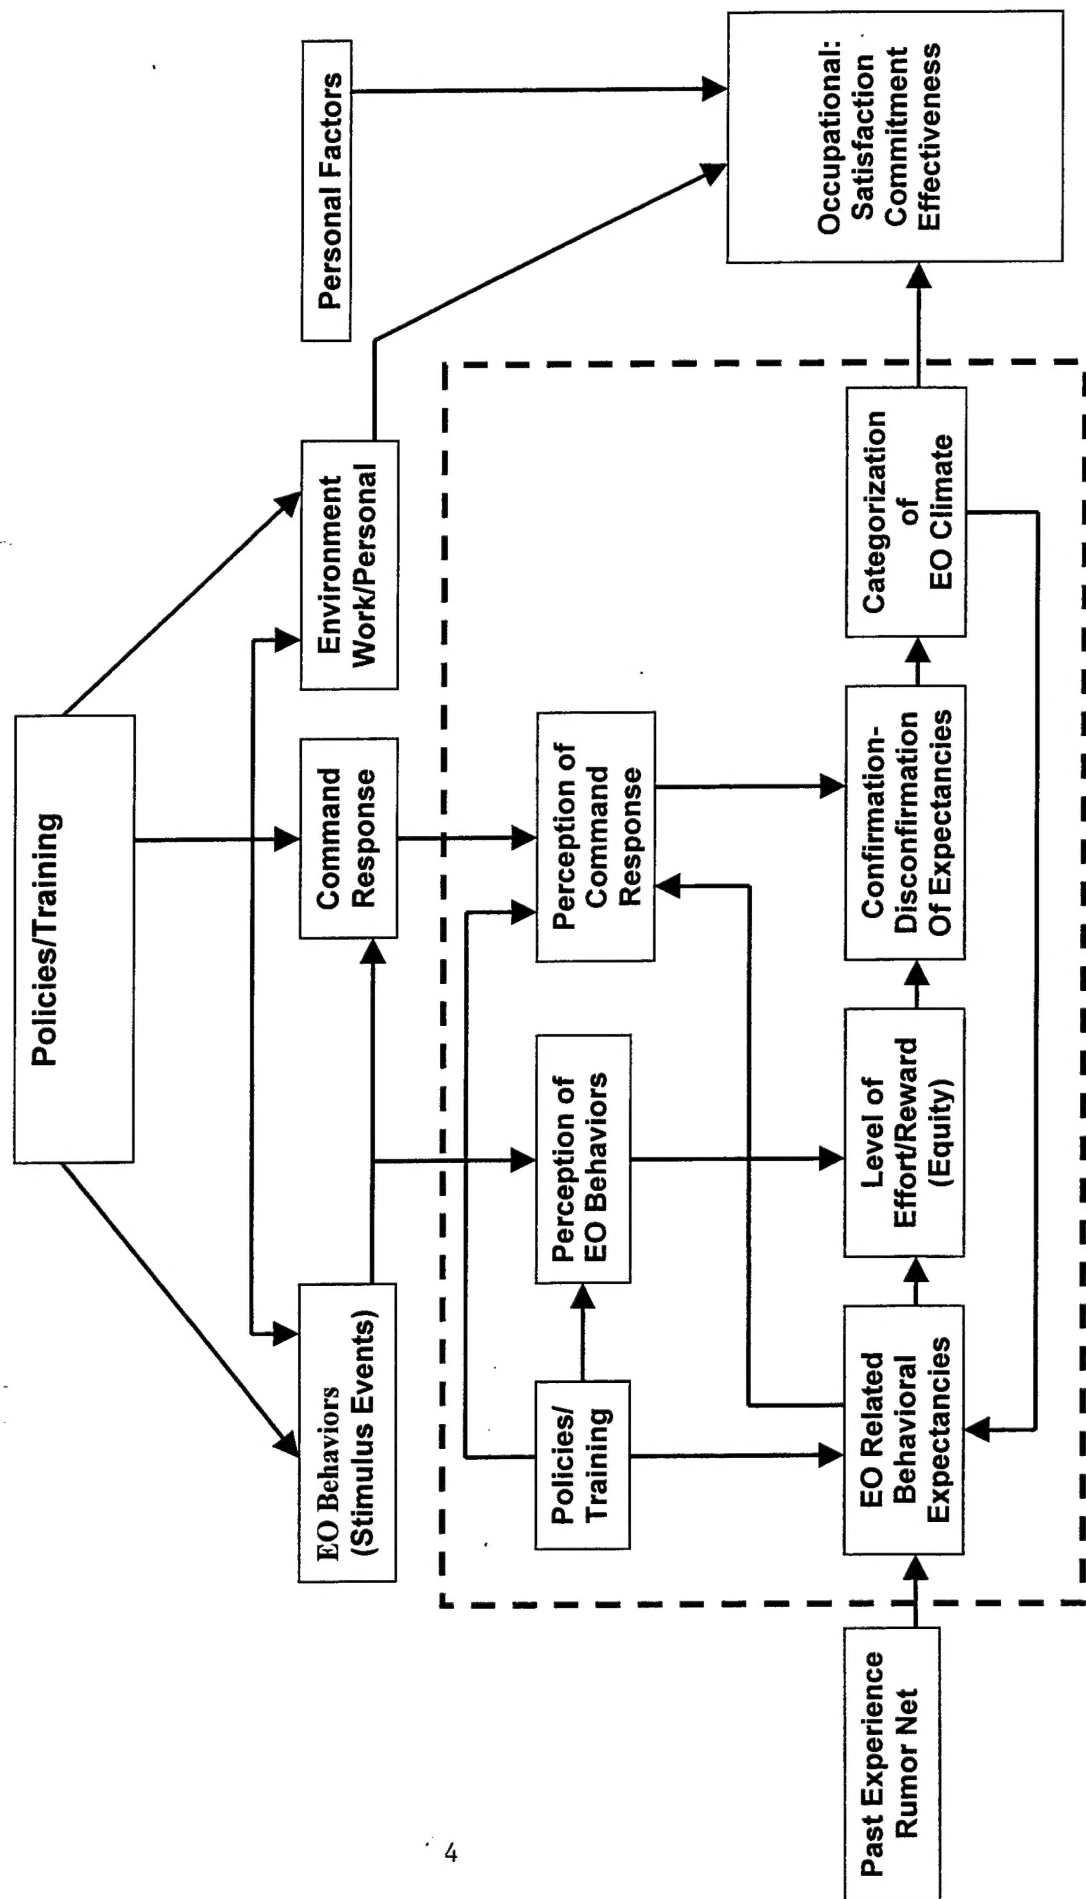 Policies/Training
EO Behaviors
(Stimulus Events)
Command
Response
Environment
Work/Personal
Personal Factors
Policies/
Training
Perception of
EO Behaviors
Perception of
Command
Response
Occupational:
Satisfaction
Commitment
Effectiveness
Past Experience
Rumor Net
EO Related
Behavioral
Expectancies
Level of
Effort/Reward
(Equity)
Confirmation-
Disconfirmation
Of Expectancies
Categorization
of
EO Climate
4